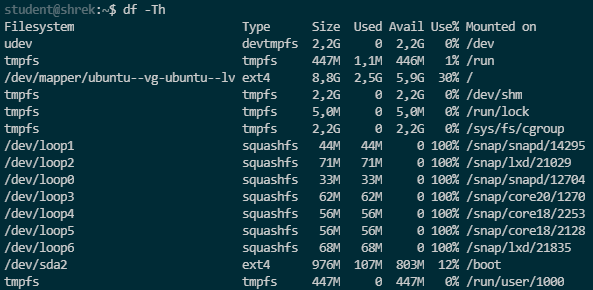 student@shrek:~$ df -Th
Filesystem Type Size Used Avail Use% Mounted on
udev devtmpfs 2,2G 0 2,2G 0% /dev
tmpfs tmpfs 447M 1,1M 446M 1% /run
/dev/mapper/ubuntu--vg-ubuntu--lv ext4 8,8G 2,5G 5,9G 30% /
tmpfs tmpfs 2,2G 0 2,2G 0% /dev/shm
tmpfs tmpfs 5,0M 0 5,0M 0% /run/lock
tmpfs tmpfs 2,2G 0 2,2G 0% /sys/fs/cgroup
/dev/loop1 squashfs 44M 44M 0 100% /snap/snapd/14295
/dev/loop2 squashfs 71M 71M 0 100% /snap/lxd/21029
/dev/loop0 squashfs 33M 33M 0 100% /snap/snapd/12704
/dev/loop3 squashfs 62M 62M 0 100% /snap/core20/1270
/dev/loop4 squashfs 56M 56M 0 100% /snap/core18/2253
/dev/loop5 squashfs 56M 56M 0 100% /snap/core18/2128
/dev/loop6 squashfs 68M 68M 0 100% /snap/lxd/21835
/dev/sda2 ext4 976M 107M 803M 12% /boot
tmpfs tmpfs 447M 0 447M 0% /run/user/1000